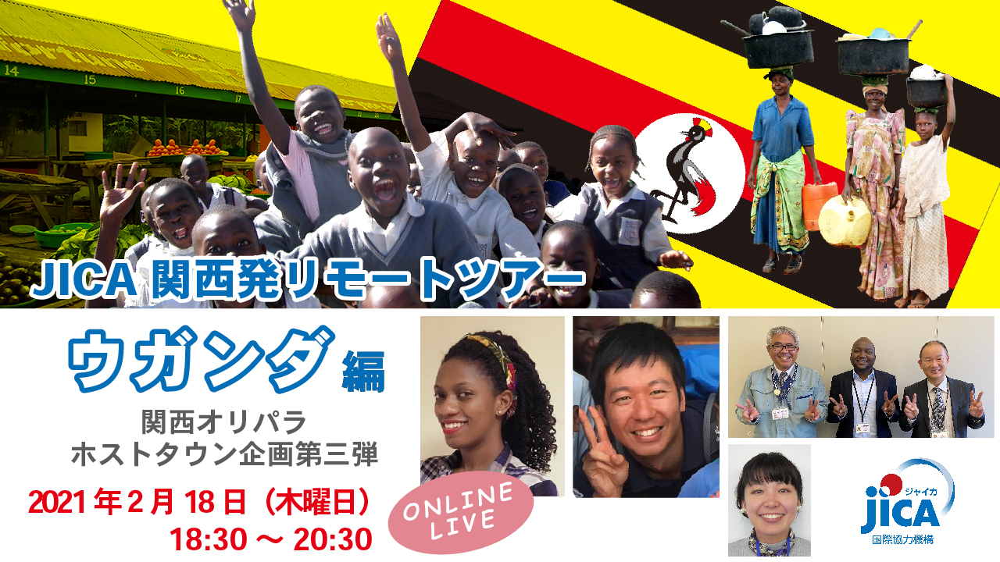 14
15
16
17
JICA 関西発リモートツアー
ウガンダ 編
関西オリパラ
ホストタウン企画第三弾
2021 年 2 月 18 日（木曜日）
18:30 ～ 20:30
ONLINE
LIVE
ジャイカ
JICA
国際協力機構